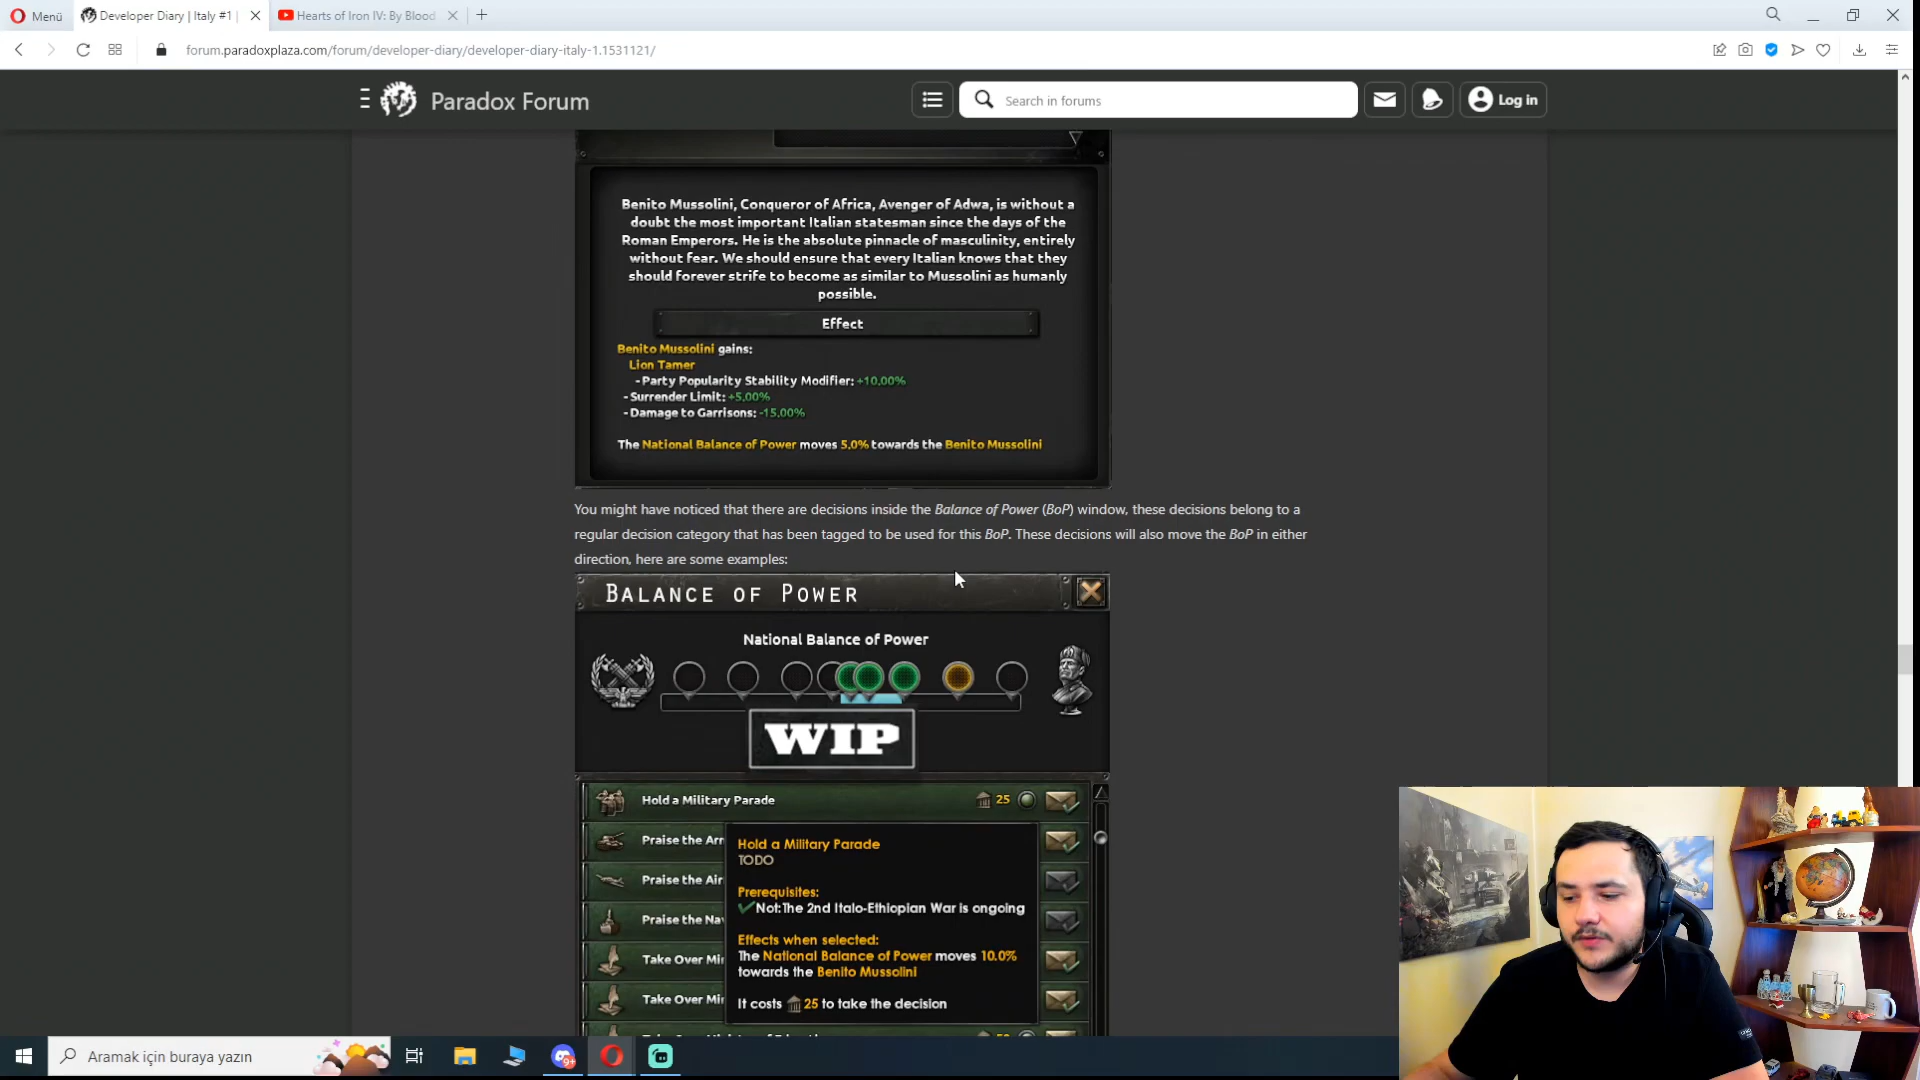 Menü
Developer Diary | Italy #1 |
Hearts of Iron IV: By Blood
forum.paradoxplaza.com/forum/developer-diary/developer-diary-italy-1.1531121/
Paradox Forum
Search in forums
Log in
Benito Mussolini, Conqueror of Africa, Avenger of Adwa, is without a
doubt the most important Italian statesman since the days of the
Roman Emperors. He is the absolute pinnacle of masculinity, entirely
without fear. We should ensure that every Italian knows that they
should forever strife to become as similar to Mussolini as humanly
possible.
Effect
Benito Mussolini gains:
Lion Tamer
- Party Popularity Stability Modifier: +10.00%
- Surrender Limit: +5.00%
- Damage to Garrisons: -15.00%
The National Balance of Power moves 5.0% towards the Benito Mussolini
You might have noticed that there are decisions inside the Balance of Power (BoP) window, these decisions belong to a
regular decision category that has been tagged to be used for this BoP. These decisions will also move the BoP in either
direction, here are some examples:
Balance of Power
National Balance of Power
WIP
Hold a Military Parade 25
Praise the Arm
Hold a Military Parade
TODO
Praise the Air
Prerequisites:
Not: The 2nd Italo-Ethiopian War is ongoing
Praise the Na
Effects when selected:
The National Balance of Power moves 10.0%
Take Over Min
towards the Benito Mussolini
Take Over Min
It costs 25 to take the decision
Aramak için buraya yazın
9+